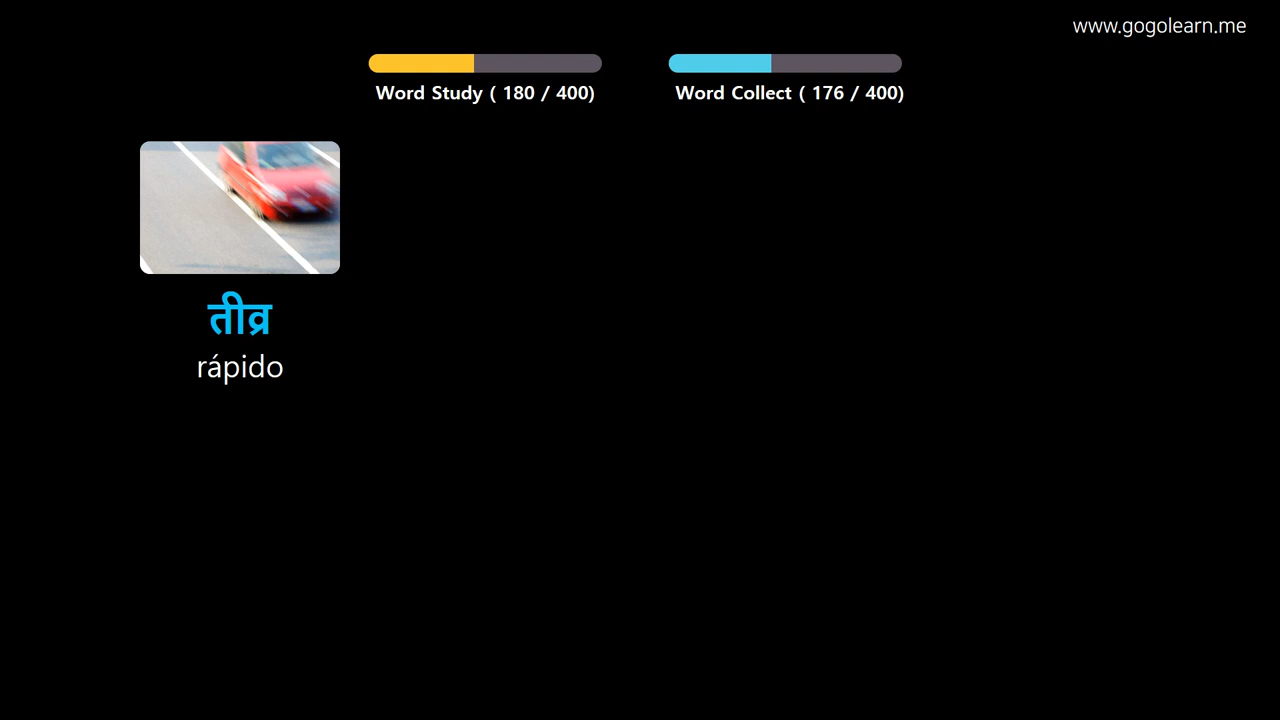 www.gogolearn.me
Word Study ( 180 / 400)
Word Collect ( 176 / 400)
तीव्र
rápido